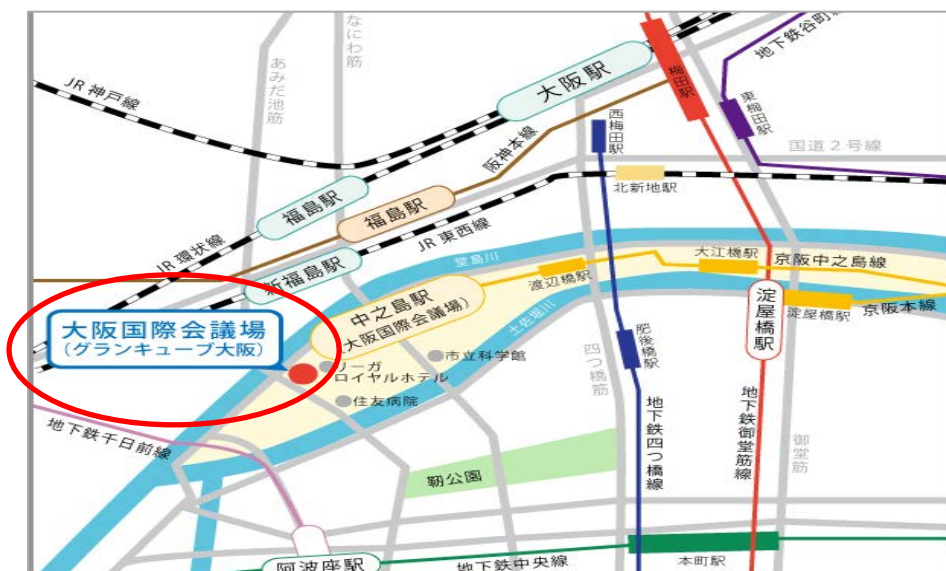 なにわ筋
地下鉄谷町線
あみだ池筋
JR 神戸線
大阪駅
梅田駅
西梅田駅
東梅田駅
阪神本線
国道2号線
北新地駅
福島駅
福島駅
JR 東西線
JR 環状線
新福島駅
堂島川
大江橋駅
京阪中之島線
渡辺橋駅
中之島駅
(大阪国際会議場)
淀屋橋駅
淀屋橋駅
京阪本線
大阪国際会議場
(グランキューブ大阪)
土佐堀川
肥後橋駅
四つ橋筋
市立科学館
リーガ
ロイヤルホテル
住友病院
地下鉄千日前線
地下鉄四つ橋線
地下鉄御堂筋線
御堂筋
靭公園
阿波座駅
地下鉄中央線
本町駅